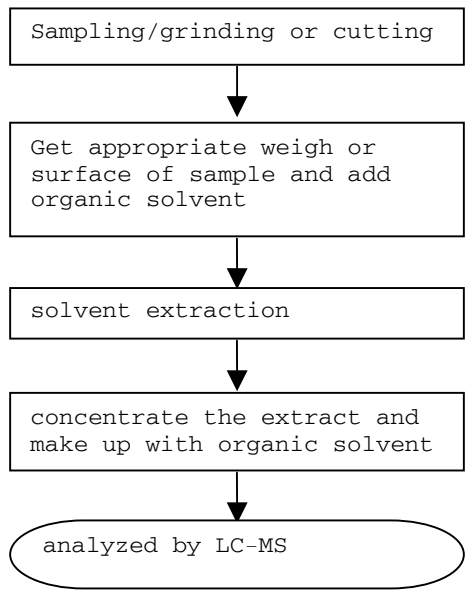 Sampling/grinding or cutting
Get appropriate weigh or
surface of sample and add
organic solvent
solvent extraction
concentrate the extract and
make up with organic solvent
analyzed by LC-MS